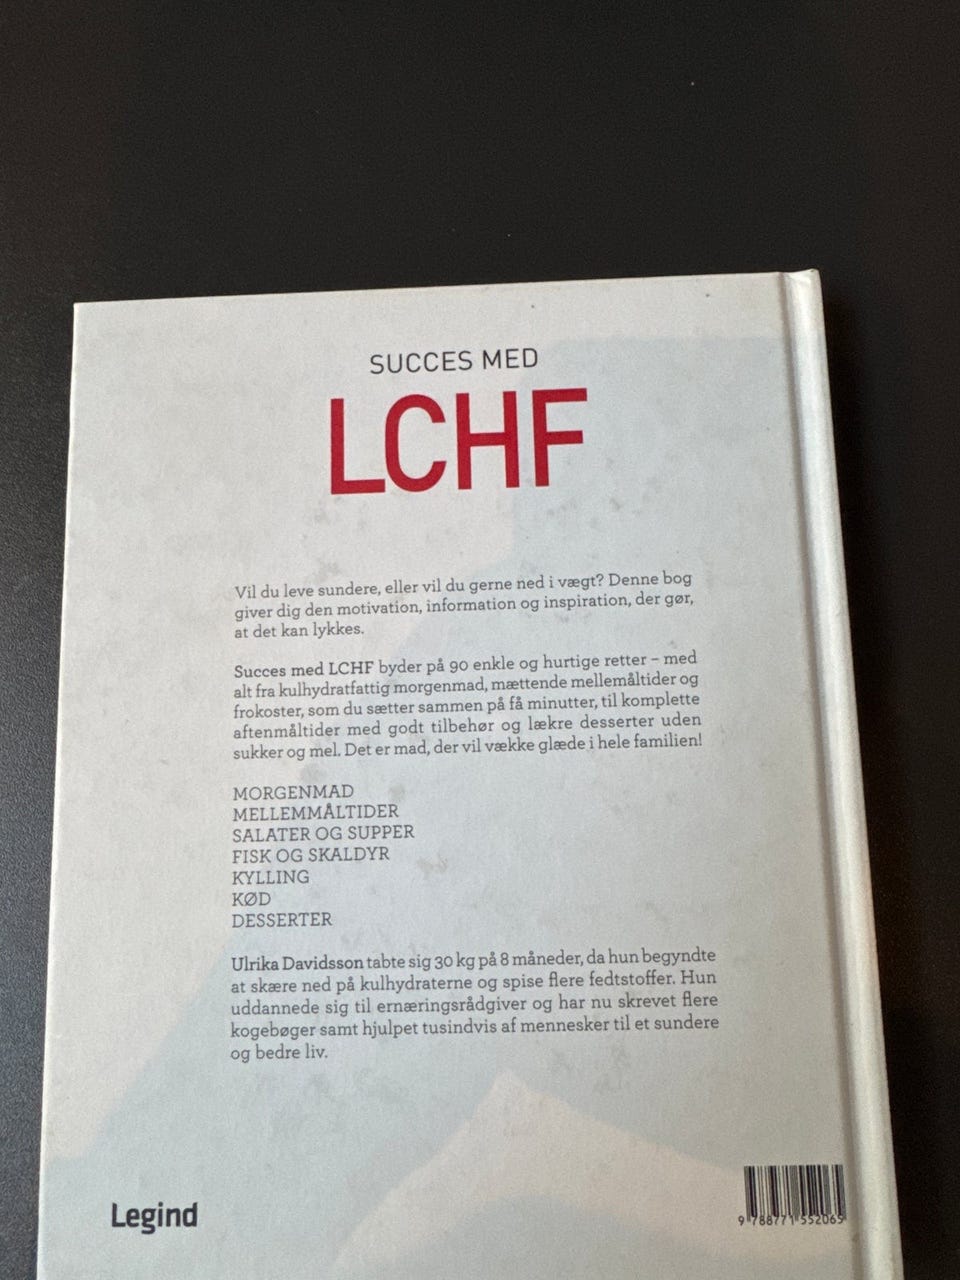 SUCCES MED
LCHF
Vil du leve sundere, eller vil du gerne ned i vægt? Denne bog
giver dig den motivation, information og inspiration, der gør,
at det kan lykkes.
Succes med LCHF byder på 90 enkle og hurtige retter – med
alt fra kulhydratfattig morgenmad, mættende mellemåltider og
frokoster, som du sætter sammen på få minutter, til komplette
aftenmåltider med godt tilbehør og lækre desserter uden
sukker og mel. Det er mad, der vil vække glæde i hele familien!
MORGENMAD
MELLEMMÅLTIDER
SALATER OG SUPPER
FISK OG SKALDYR
KYLLING
KØD
DESSERTER
Ulrika Davidsson tabte sig 30 kg på 8 måneder, da hun begyndte
at skære ned på kulhydraterne og spise flere fedtstoffer. Hun
uddannede sig til ernæringsrådgiver og har nu skrevet flere
kogebøger samt hjulpet tusindvis af mennesker til et sundere
og bedre liv.
Legind
9 788771 552065